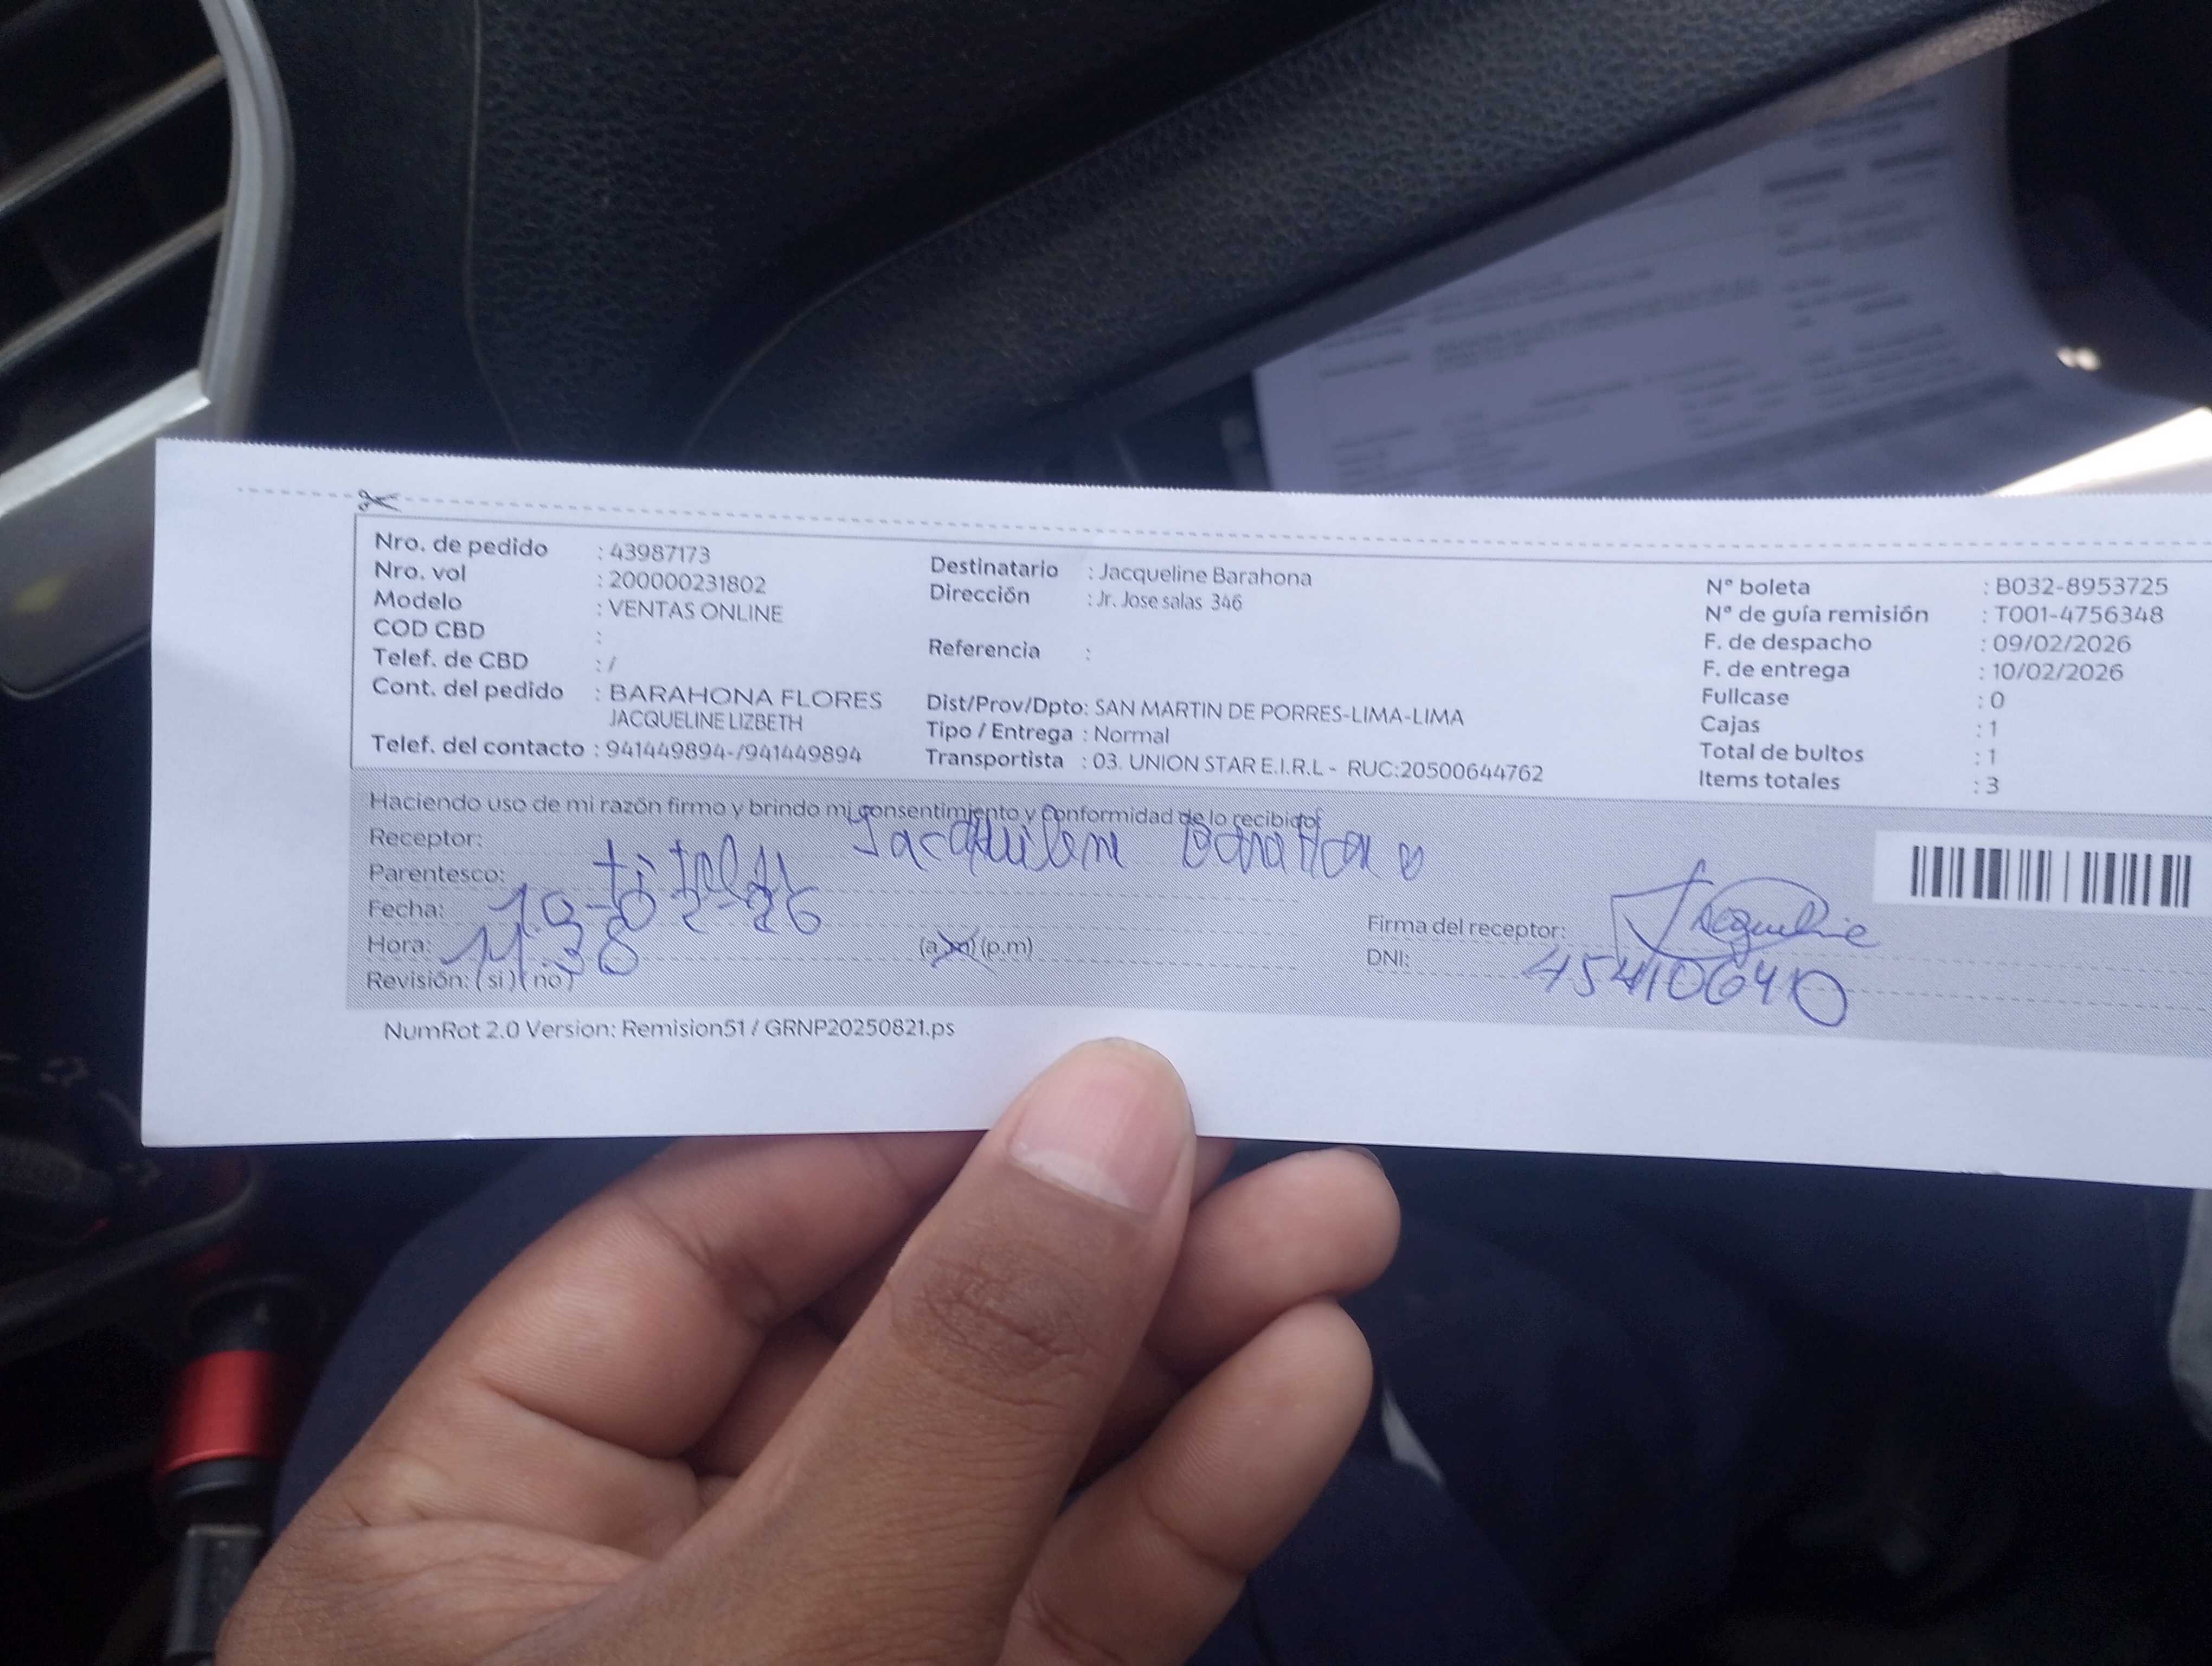 Nro. de pedido : 43987173
Nro. vol : 200000231802
Modelo : VENTAS ONLINE
COD CBD :
Telef. de CBD : /
Cont. del pedido : BARAHONA FLORES
JACQUELINE LIZBETH
Telef. del contacto : 941449894-/941449894
Destinatario : Jacqueline Barahona
Dirección : Jr. Jose salas 346
Referencia :
Dist/Prov/Dpto: SAN MARTIN DE PORRES-LIMA-LIMA
Tipo / Entrega : Normal
Transportista : 03. UNION STAR E.I.R.L - RUC:20500644762
N° boleta : B032-8953725
N° de guía remisión : T001-4756348
F. de despacho : 09/02/2026
F. de entrega : 10/02/2026
Fullcase : 0
Cajas : 1
Total de bultos : 1
Items totales : 3
Haciendo uso de mi razón firmo y brindo mi consentimiento y Conformidad de lo recibido
Receptor:
Parentesco:
Fecha: 10-02-26
Hora: 11:38 (a.m) (p.m)
Revisión: ( si ) ( no )
Firma del receptor: Jacqueline
DNI: 45410640
NumRot 2.0 Version: Remision51 / GRNP20250821.ps